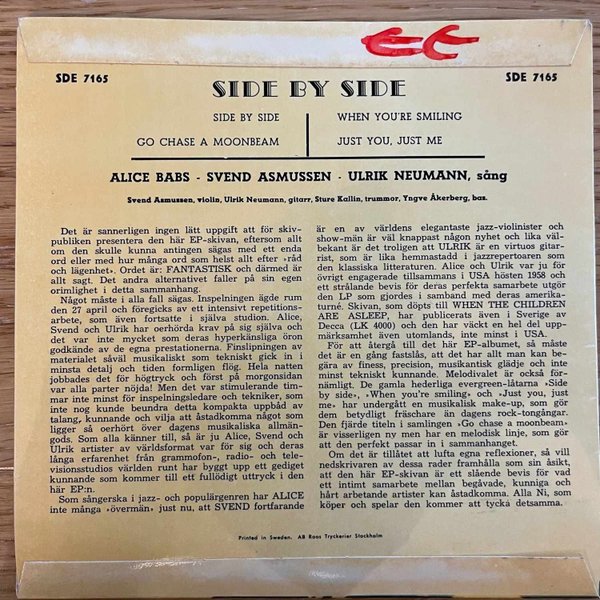 SDE 7165
SIDE BY SIDE
SDE 7165
SIDE BY SIDE
GO CHASE A MOONBEAM
WHEN YOU'RE SMILING
JUST YOU, JUST ME
ALICE BABS - SVEND ASMUSSEN - ULRIK NEUMANN, sång
Svend Asmussen, violin, Ulrik Neumann, gitarr, Sture Kallin, trummor, Yngve Åkerberg, bas.
Det är sannerligen ingen lätt uppgift att för skiv-
publiken presentera den här EP-skivan, eftersom allt
om den skulle kunna antingen sägas med ett enda
ord eller med hur många ord som helst allt efter »råd
och lägenhet». Ordet är: FANTASTISK och därmed är
allt sagt. Det andra alternativet faller på sin egen
orimlighet i detta sammanhang.
Något måste i alla fall sägas. Inspelningen ägde rum
den 27 april och föregicks av ett intensivt repetitions-
arbete, som även fortsatte i själva studion. Alice,
Svend och Ulrik har oerhörda krav på sig själva och
det var inte mycket som deras hyperkänsliga öron
godkände av de egna prestationerna. Finslipningen av
materialet såväl musikaliskt som tekniskt gick in i
minsta detalj och tiden formligen flög. Hela natten
jobbades det för högtryck och först på morgonsidan
var alla parter nöjda! Men det var stimulerande tim-
mar inte minst för inspelningsledare och tekniker, som
inte nog kunde beundra detta kompakta uppbåd av
talang, kunnande och vilja att åstadkomma något som
ligger så oerhört över dagens musikaliska allmän-
gods. Som alla känner till, så är ju Alice, Svend och
Ulrik artister av världsformat var för sig och deras
långa erfarenhet från grammofon-, radio- och tele-
visionsstudios världen runt har byggt upp ett gediget
kunnande som kommer till ett fullödigt uttryck i den
här EP:n.
Som sångerska i jazz- och populärgenren har ALICE
inte många »övermän» just nu, att SVEND fortfarande
är en av världens elegantaste jazz-violinister och
show-män är väl knappast någon nyhet och lika väl-
bekant är det troligen att ULRIK är en virtuos gitar-
rist, som är lika hemmastadd i jazzrepertoaren som
den klassiska litteraturen. Alice och Ulrik var ju för
övrigt engagerade tillsammans i USA hösten 1958 och
ett strålande bevis för deras perfekta samarbete utgör
den LP som gjordes i samband med deras amerika-
turné. Skivan, som döpts till WHEN THE CHILDREN
ARE ASLEEP, har publicerats även i Sverige av
Decca (LK 4000) och den har väckt en hel del upp-
märksamhet även utomlands, inte minst i USA.
För att återgå till det här EP-albumet, så måste
det är en gång fastslås, att det har allt man kan be-
gära av finess, precision, musikantisk glädje och inte
minst tekniskt kunnande. Melodivalet är också för-
nämligt. De gamla hederliga evergreen-låtarna »Side
by side», »When you're smiling» och »Just you, just
me» har undergått en musikalisk make-up, som gör
dem betydligt fräschare än dagens rock-tongångar.
Den fjärde titeln i samlingen »Go chase a moonbeam»
är visserligen ny men har en melodisk linje, som gör
att den perfekt passar in i sammanhanget.
Om det är tillåtet att lufta egna reflexioner, så vill
nedskrivaren av dessa rader framhålla som sin åsikt,
att den här EP-skivan är ett slående bevis för vad
ett intimt samarbete mellan begåvade, kunniga och
hårt arbetande artister kan åstadkomma. Alla Ni, som
köper och spelar den kommer att tycka detsamma.
Printed in Sweden. AB Roos Tryckerier Stockholm